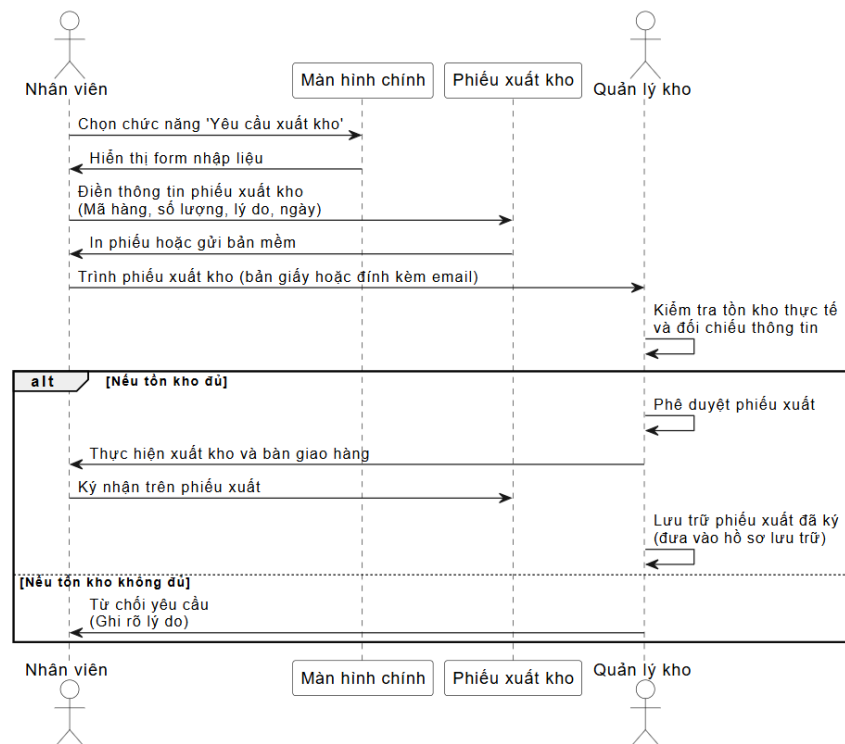 Nhân viên
Màn hình chính
Phiếu xuất kho
Quản lý kho
Chọn chức năng 'Yêu cầu xuất kho'
Hiển thị form nhập liệu
Điền thông tin phiếu xuất kho
(Mã hàng, số lượng, lý do, ngày)
In phiếu hoặc gửi bản mềm
Trình phiếu xuất kho (bản giấy hoặc đính kèm email)
Kiểm tra tồn kho thực tế
và đối chiếu thông tin
alt
[Nếu tồn kho đủ]
Phê duyệt phiếu xuất
Thực hiện xuất kho và bàn giao hàng
Ký nhận trên phiếu xuất
Lưu trữ phiếu xuất đã ký
(đưa vào hồ sơ lưu trữ)
[Nếu tồn kho không đủ]
Từ chối yêu cầu
(Ghi rõ lý do)
Nhân viên
Màn hình chính
Phiếu xuất kho
Quản lý kho